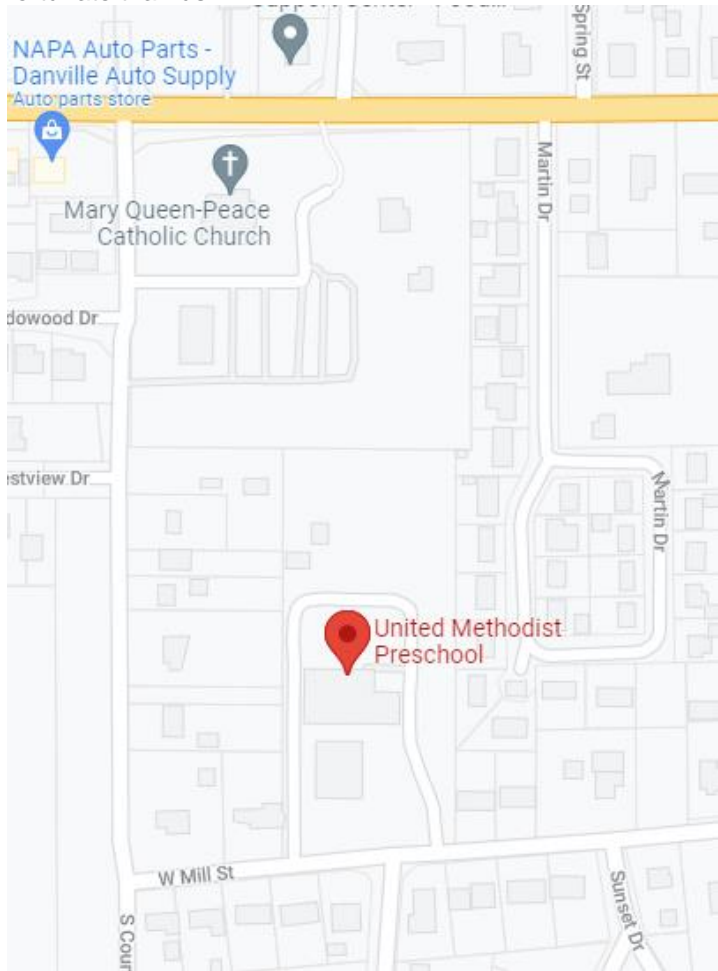 NAPA Auto Parts -
Danville Auto Supply
Auto parts store
Spring St
Martin Dr
Mary Queen-Peace
Catholic Church
dowood Dr
estview Dr
Martin Dr
United Methodist
Preschool
W Mill St
S Cour
Sunset Dr